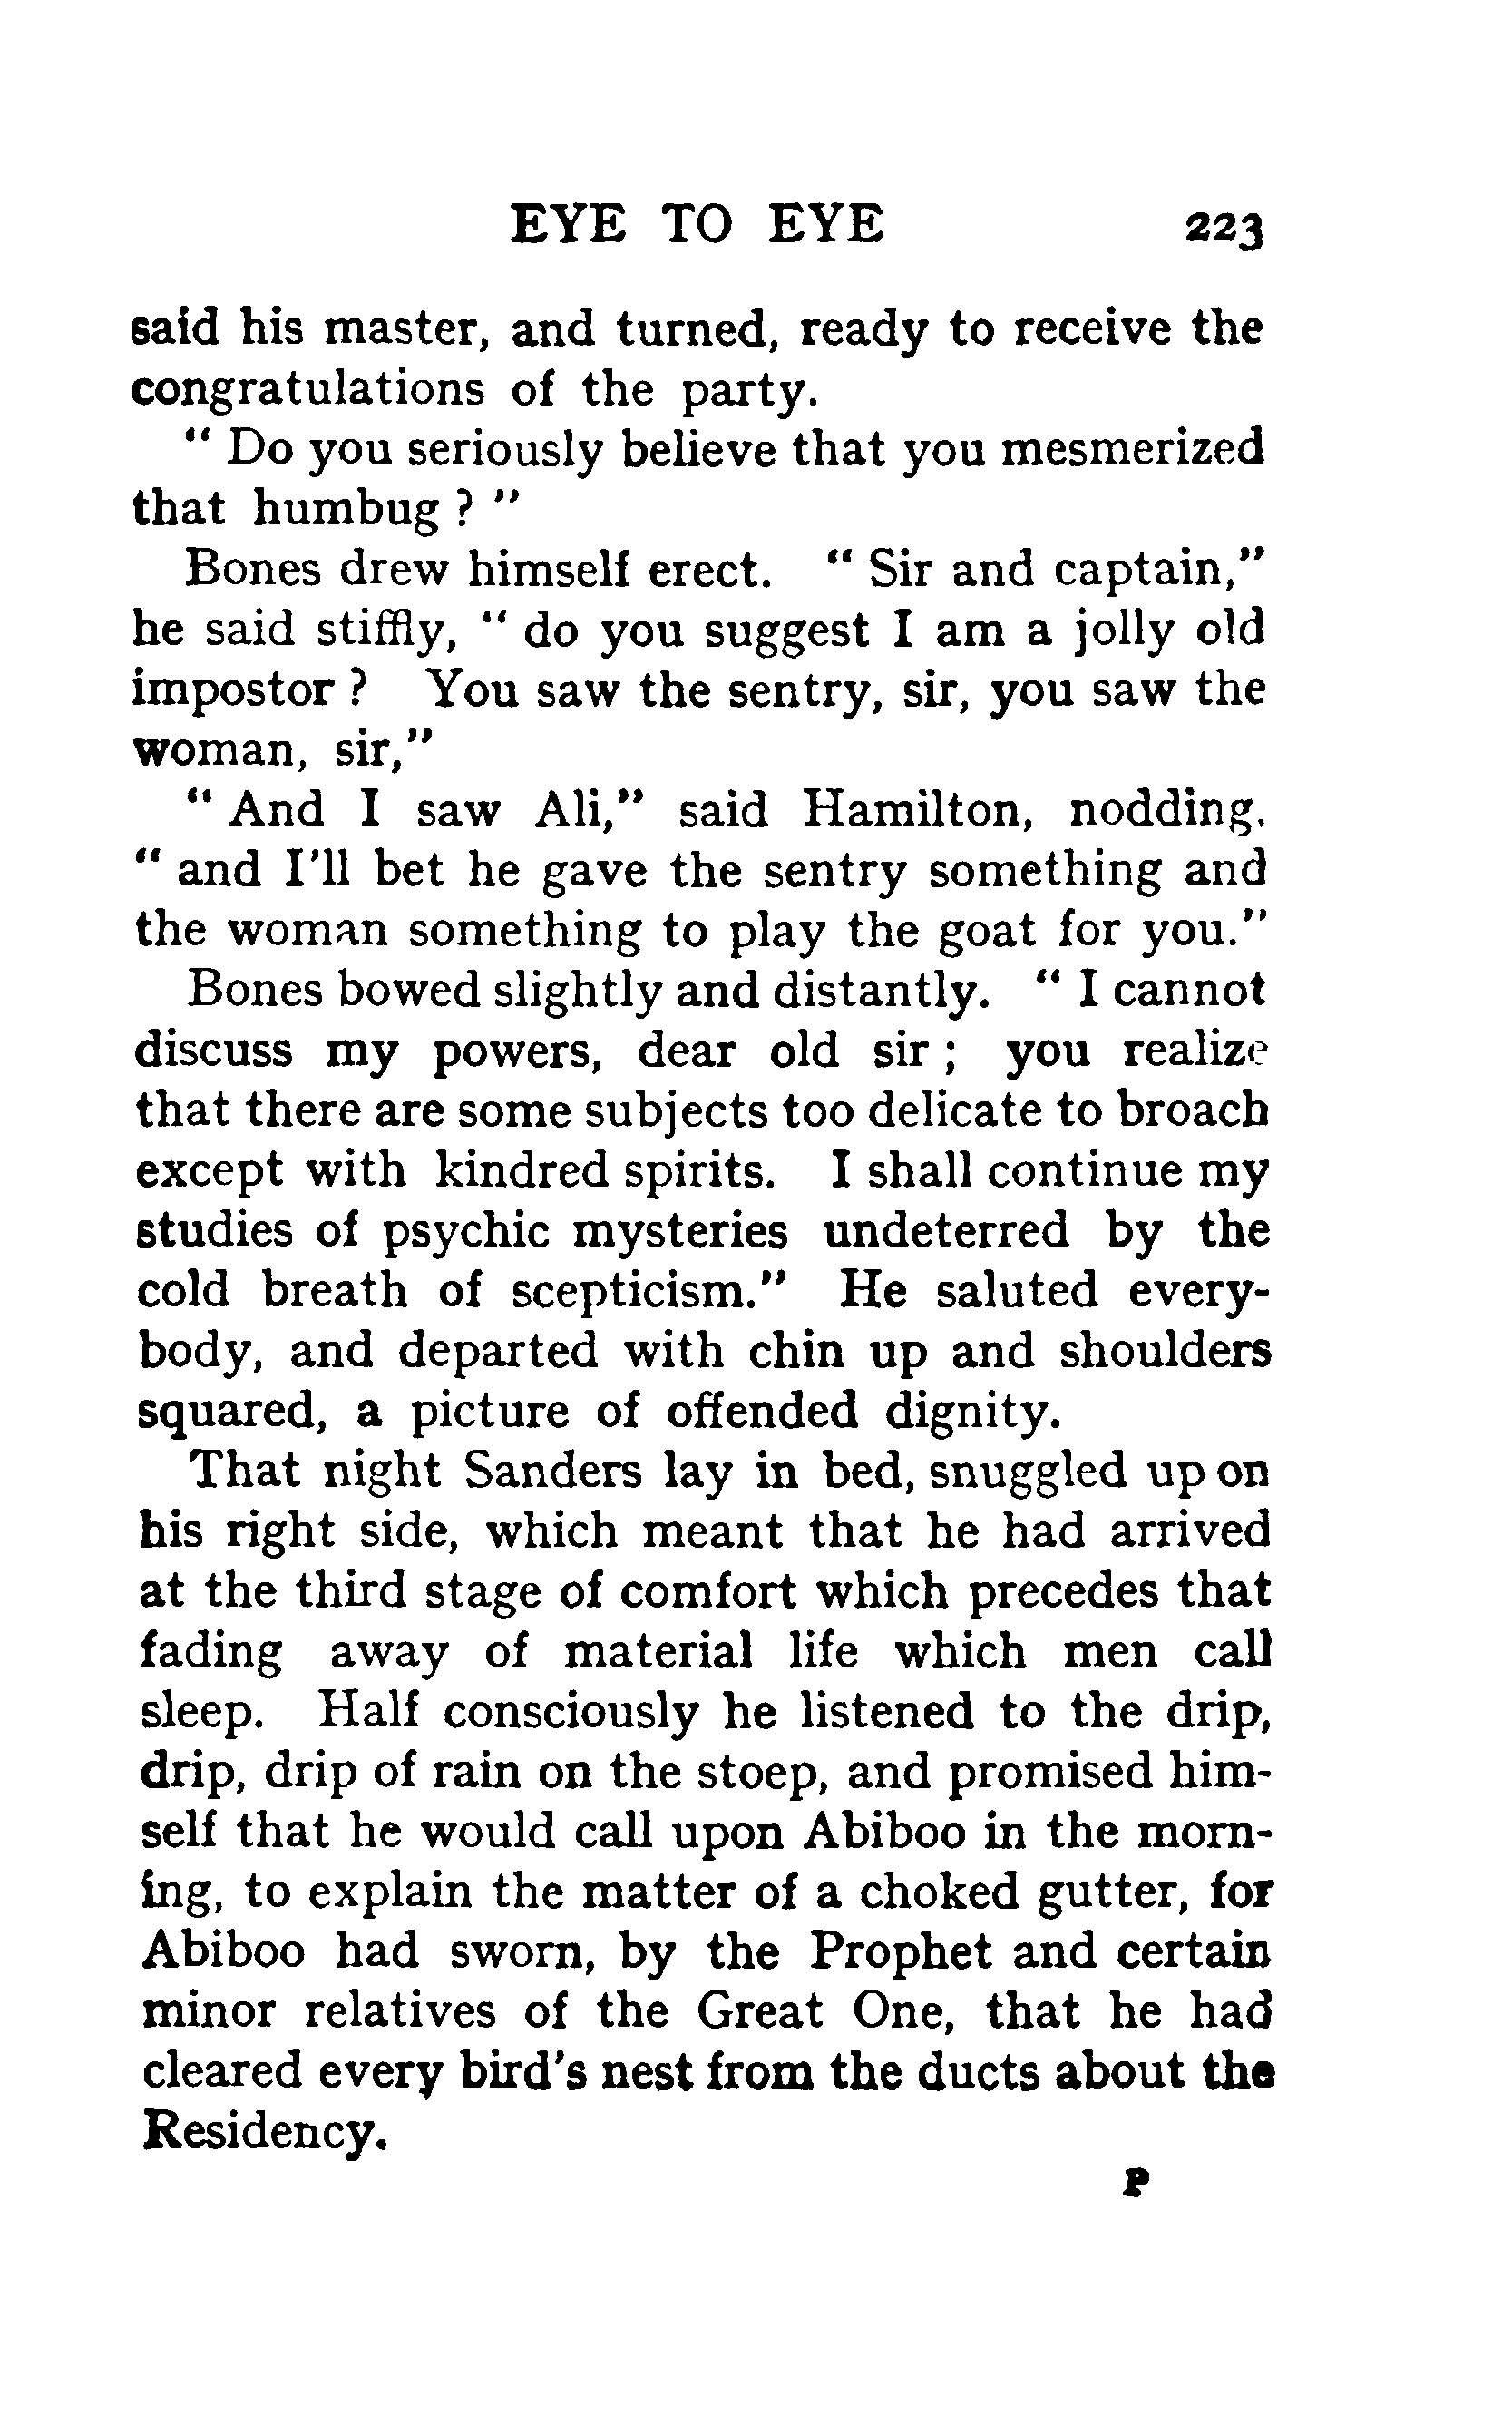 EYE TO EYE 223
said his master, and turned, ready to receive the
congratulations of the party.
" Do you seriously believe that you mesmerized
that humbug ? "
Bones drew himself erect. " Sir and captain,"
he said stiffly, " do you suggest I am a jolly old
impostor ? You saw the sentry, sir, you saw the
woman, sir,"
" And I saw Ali," said Hamilton, nodding.
" and I'll bet he gave the sentry something and
the woman something to play the goat for you."
Bones bowed slightly and distantly. " I cannot
discuss my powers, dear old sir ; you realize
that there are some subjects too delicate to broach
except with kindred spirits. I shall continue my
studies of psychic mysteries undeterred by the
cold breath of scepticism." He saluted every-
body, and departed with chin up and shoulders
squared, a picture of offended dignity.
That night Sanders lay in bed, snuggled up on
his right side, which meant that he had arrived
at the third stage of comfort which precedes that
fading away of material life which men call
sleep. Half consciously he listened to the drip,
drip, drip of rain on the stoep, and promised him-
self that he would call upon Abiboo in the morn-
ing, to explain the matter of a choked gutter, for
Abiboo had sworn, by the Prophet and certain
minor relatives of the Great One, that he had
cleared every bird's nest from the ducts about the
Residency.
P